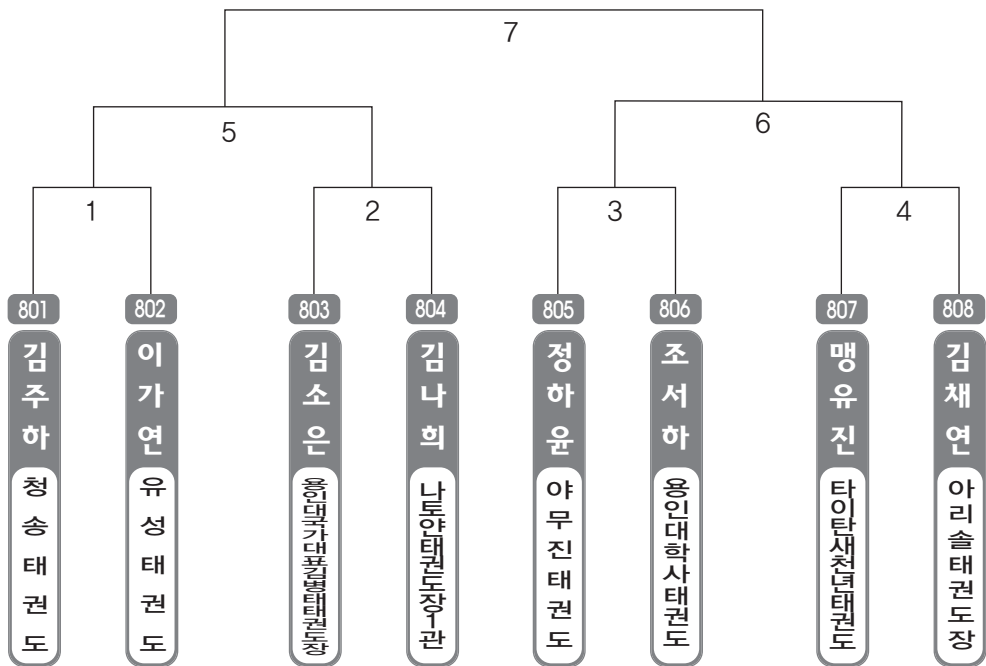 7
5
6
1
2
3
4
801
802
803
804
805
806
807
808
김주하
이가연
김소은
김나희
정하윤
조서하
맹유진
김채연
청송태권도
유성태권도
용인대국가대표김병태태권도장
나토얀태권도장1관
야무진태권도
용인대학사태권도
타이탄새천년태권도
아리솔태권도장